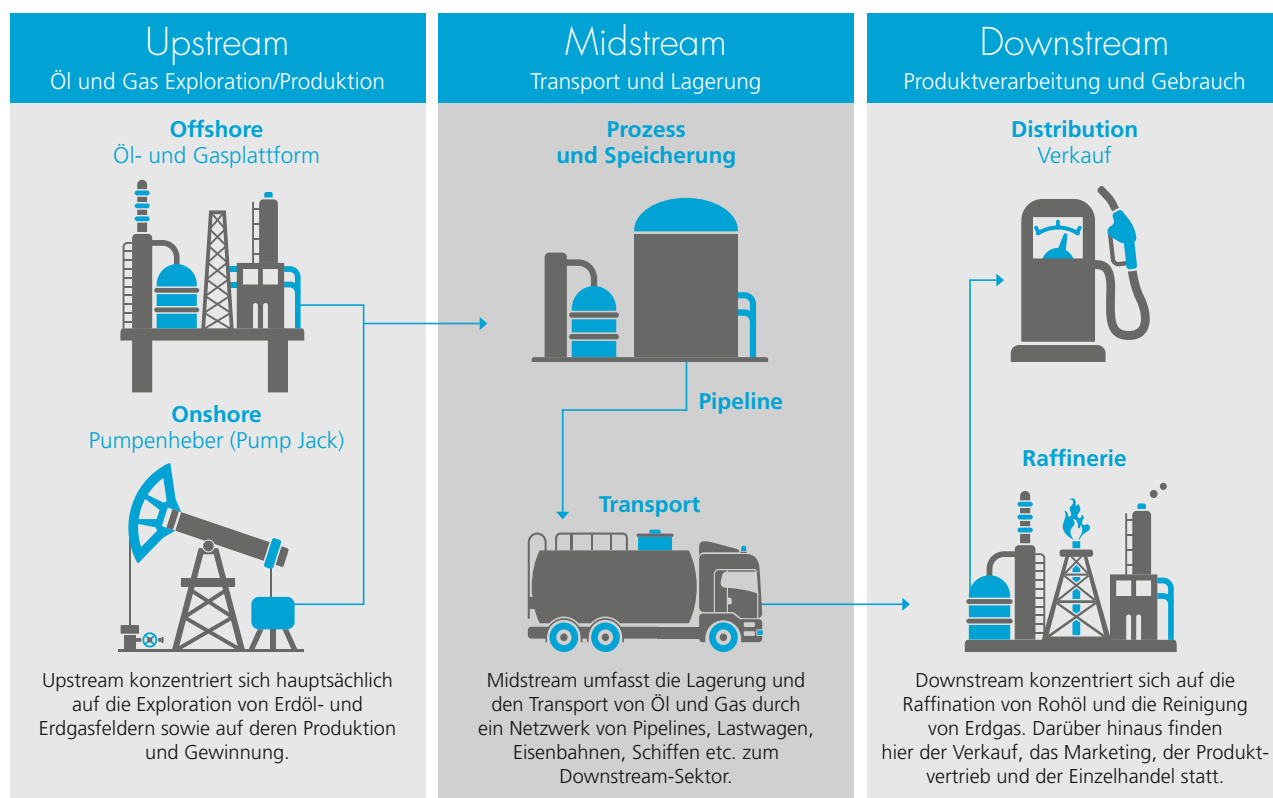 Upstream
Öl und Gas Exploration/Produktion
Offshore
Öl- und Gasplattform
Onshore
Pumpenheber (Pump Jack)
Upstream konzentriert sich hauptsächlich
auf die Exploration von Erdöl- und
Erdgasfeldern sowie auf deren Produktion
und Gewinnung.
Midstream
Transport und Lagerung
Prozess
und Speicherung
Pipeline
Transport
Midstream umfasst die Lagerung und
den Transport von Öl und Gas durch
ein Netzwerk von Pipelines, Lastwagen,
Eisenbahnen, Schiffen etc. zum
Downstream-Sektor.
Downstream
Produktverarbeitung und Gebrauch
Distribution
Verkauf
Raffinerie
Downstream konzentriert sich auf die
Raffination von Rohöl und die Reinigung
von Erdgas. Darüber hinaus finden
hier der Verkauf, das Marketing, der Produkt-
vertrieb und der Einzelhandel statt.